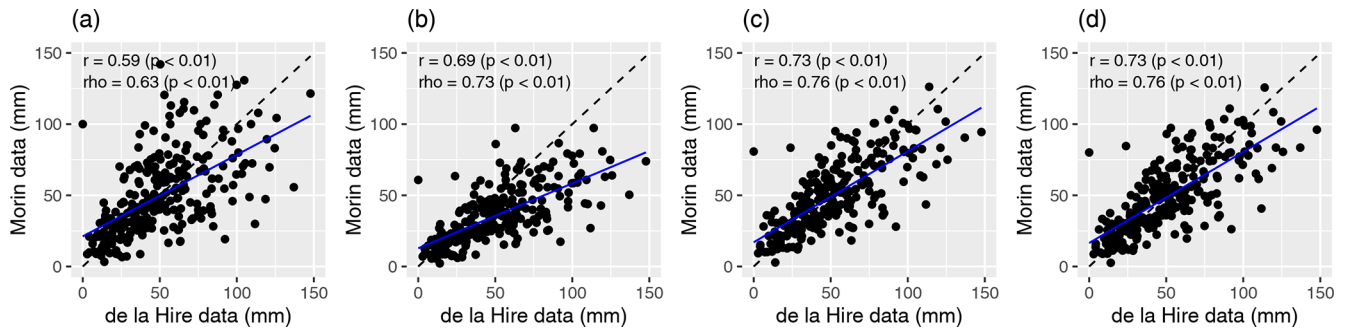 (a)
r = 0.59 (p < 0.01)
rho = 0.63 (p < 0.01)
150
100
50
0
Morin data (mm)
0 50 100 150
de la Hire data (mm)
(b)
r = 0.69 (p < 0.01)
rho = 0.73 (p < 0.01)
150
100
50
0
Morin data (mm)
0 50 100 150
de la Hire data (mm)
(c)
r = 0.73 (p < 0.01)
rho = 0.76 (p < 0.01)
150
100
50
0
Morin data (mm)
0 50 100 150
de la Hire data (mm)
(d)
r = 0.73 (p < 0.01)
rho = 0.76 (p < 0.01)
150
100
50
0
Morin data (mm)
0 50 100 150
de la Hire data (mm)